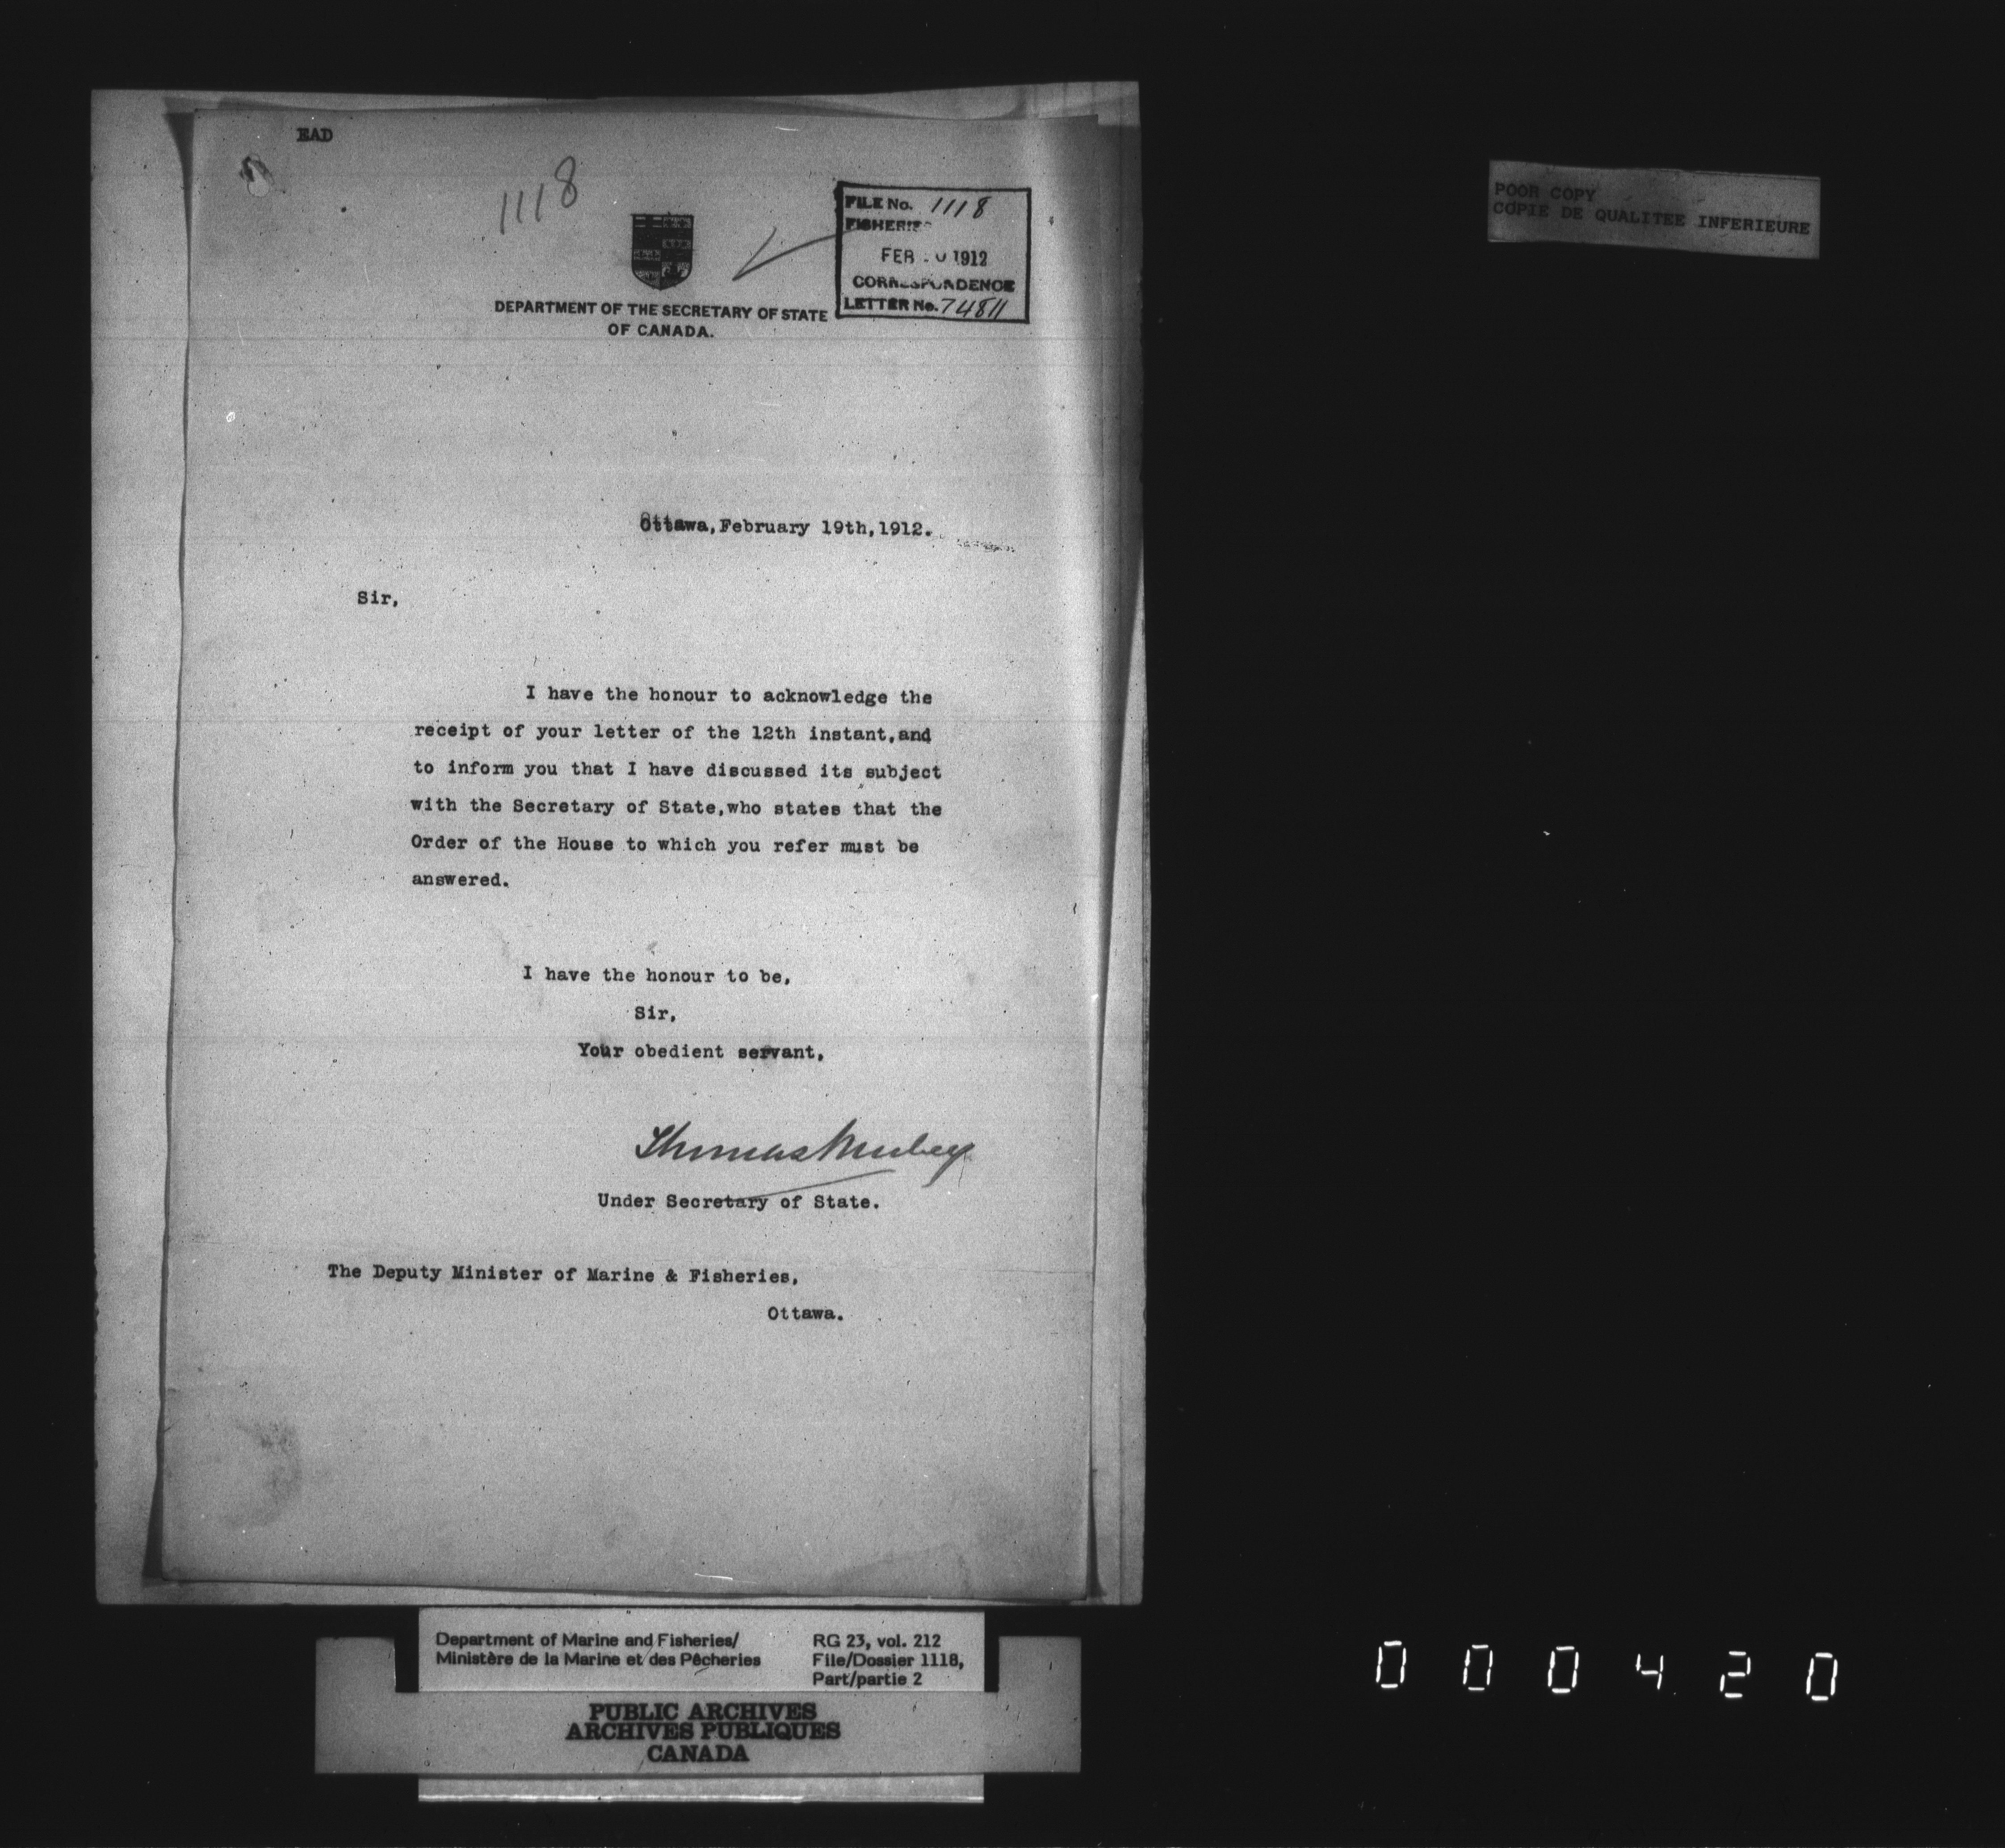 EAD
1118
FILE No. 1118
FISHERIES
FEB 20 1912
CORRESPONDENCE
LETTER No. 74811
DEPARTMENT OF THE SECRETARY OF STATE
OF CANADA.
Ottawa, February 19th, 1912.
Sir,
I have the honour to acknowledge the
receipt of your letter of the 12th instant, and
to inform you that I have discussed its subject
with the Secretary of State, who states that the
Order of the House to which you refer must be
answered.
I have the honour to be,
Sir,
Your obedient servant,
Thomas Mulvey
Under Secretary of State.
The Deputy Minister of Marine & Fisheries,
Ottawa.
POOR COPY
COPIE DE QUALITEE INFERIEURE
Department of Marine and Fisheries/
Ministère de la Marine et des Pêcheries
RG 23, vol. 212
File/Dossier 1118,
Part/partie 2
PUBLIC ARCHIVES
ARCHIVES PUBLIQUES
CANADA
000420